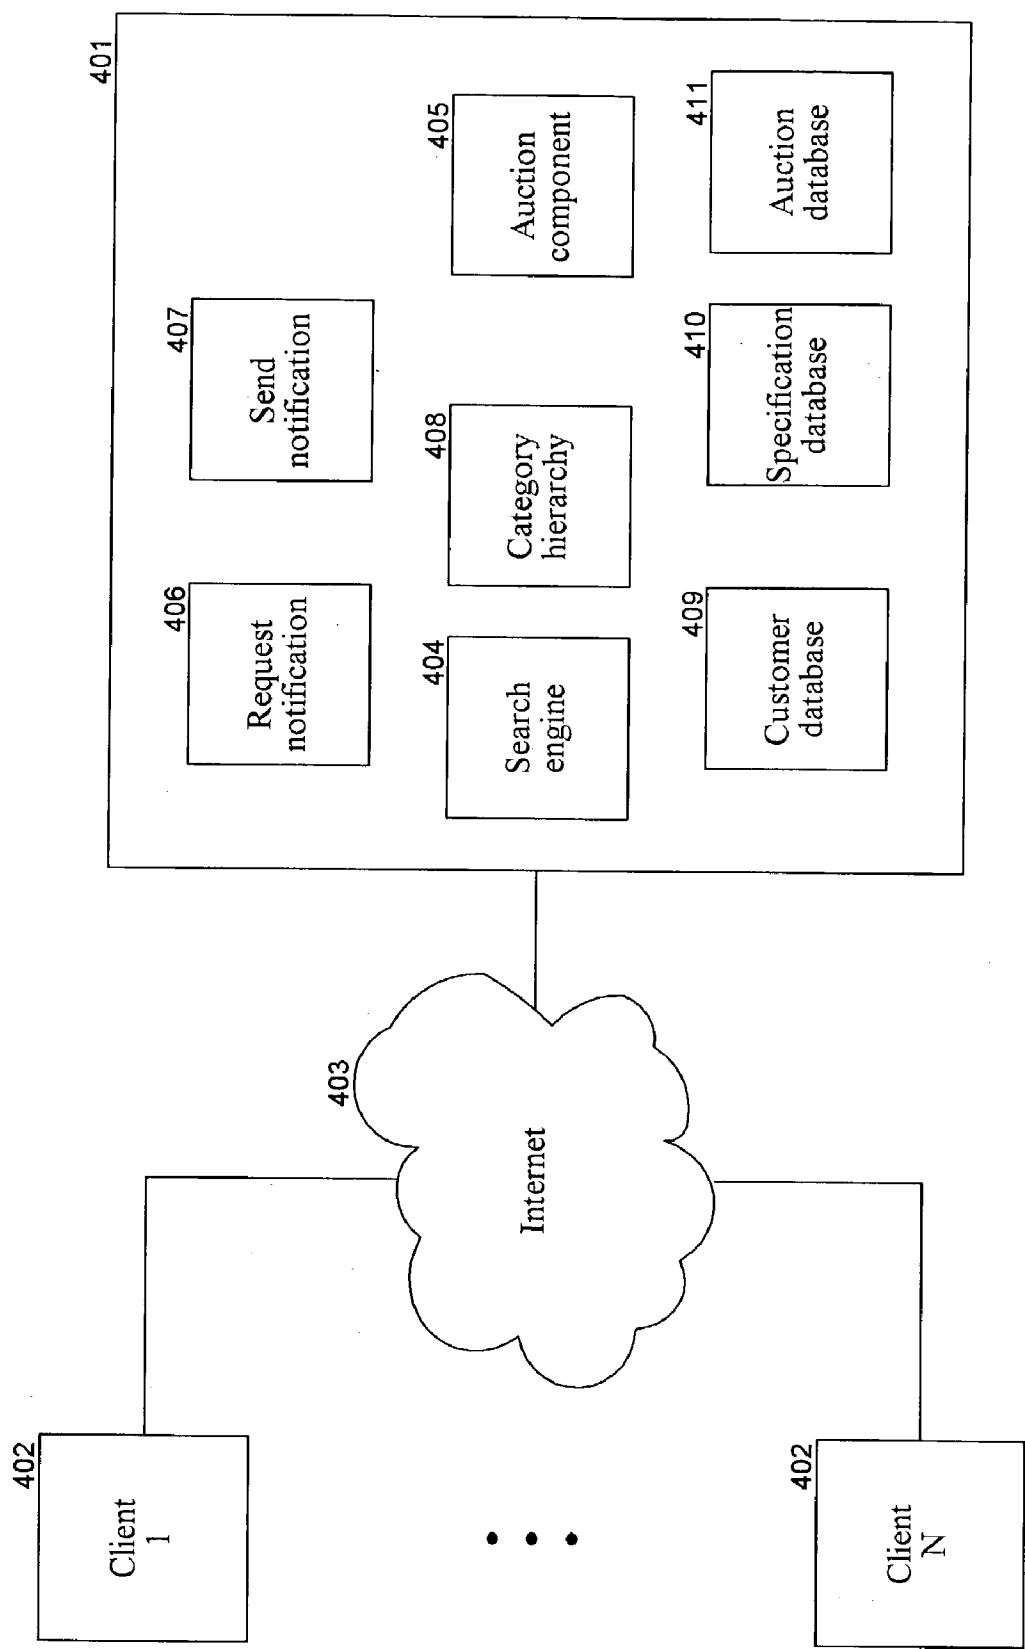 401
402
Client
1
406
Request
notification
407
Send
notification
403
Internet
404
Search
engine
408
Category
hierarchy
405
Auction
component
402
Client
N
409
Customer
database
410
Specification
database
411
Auction
database